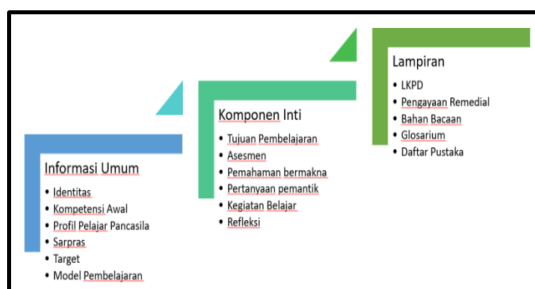 Informasi Umum
• Identitas
• Kompetensi Awal
• Profil Pelajar Pancasila
• Sarpras
• Target
• Model Pembelajaran
Komponen Inti
• Tujuan Pembelajaran
• Asesmen
• Pemahaman bermakna
• Pertanyaan pemantik
• Kegiatan Belajar
• Refleksi
Lampiran
• LKPD
• Pengayaan Remedial
• Bahan Bacaan
• Glosarium
• Daftar Pustaka